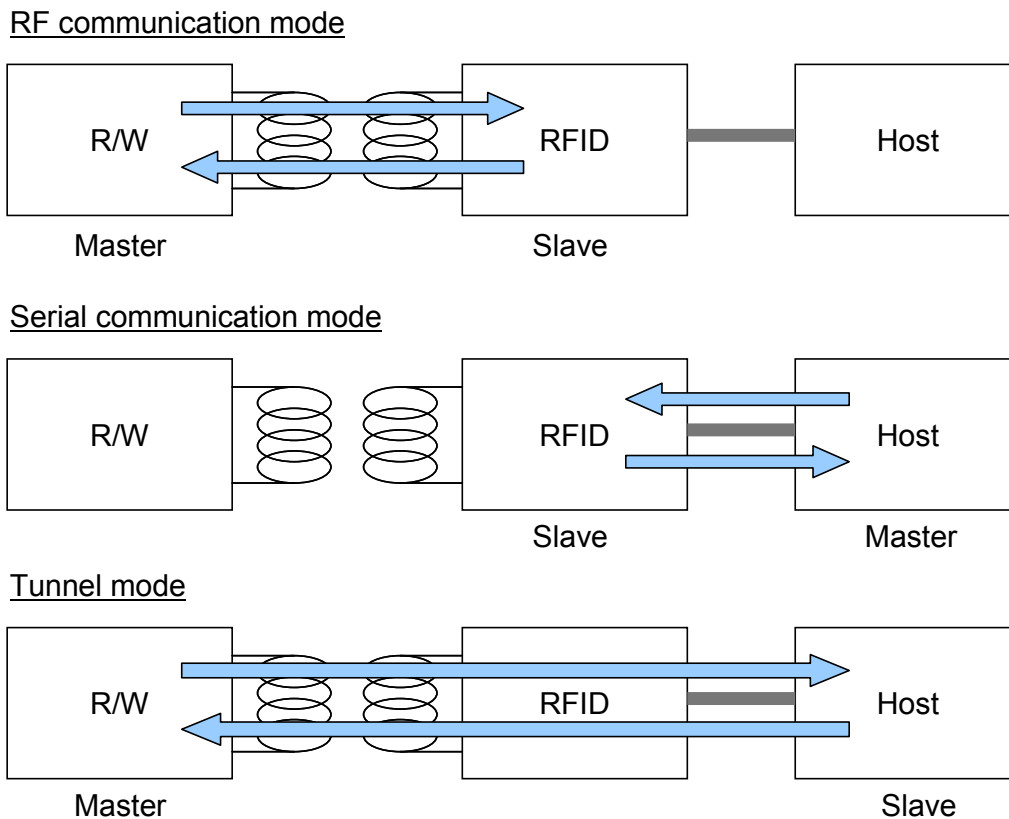 RF communication mode
R/W
RFID
Host
Master
Slave
Serial communication mode
R/W
RFID
Host
Slave
Master
Tunnel mode
R/W
RFID
Host
Master
Slave